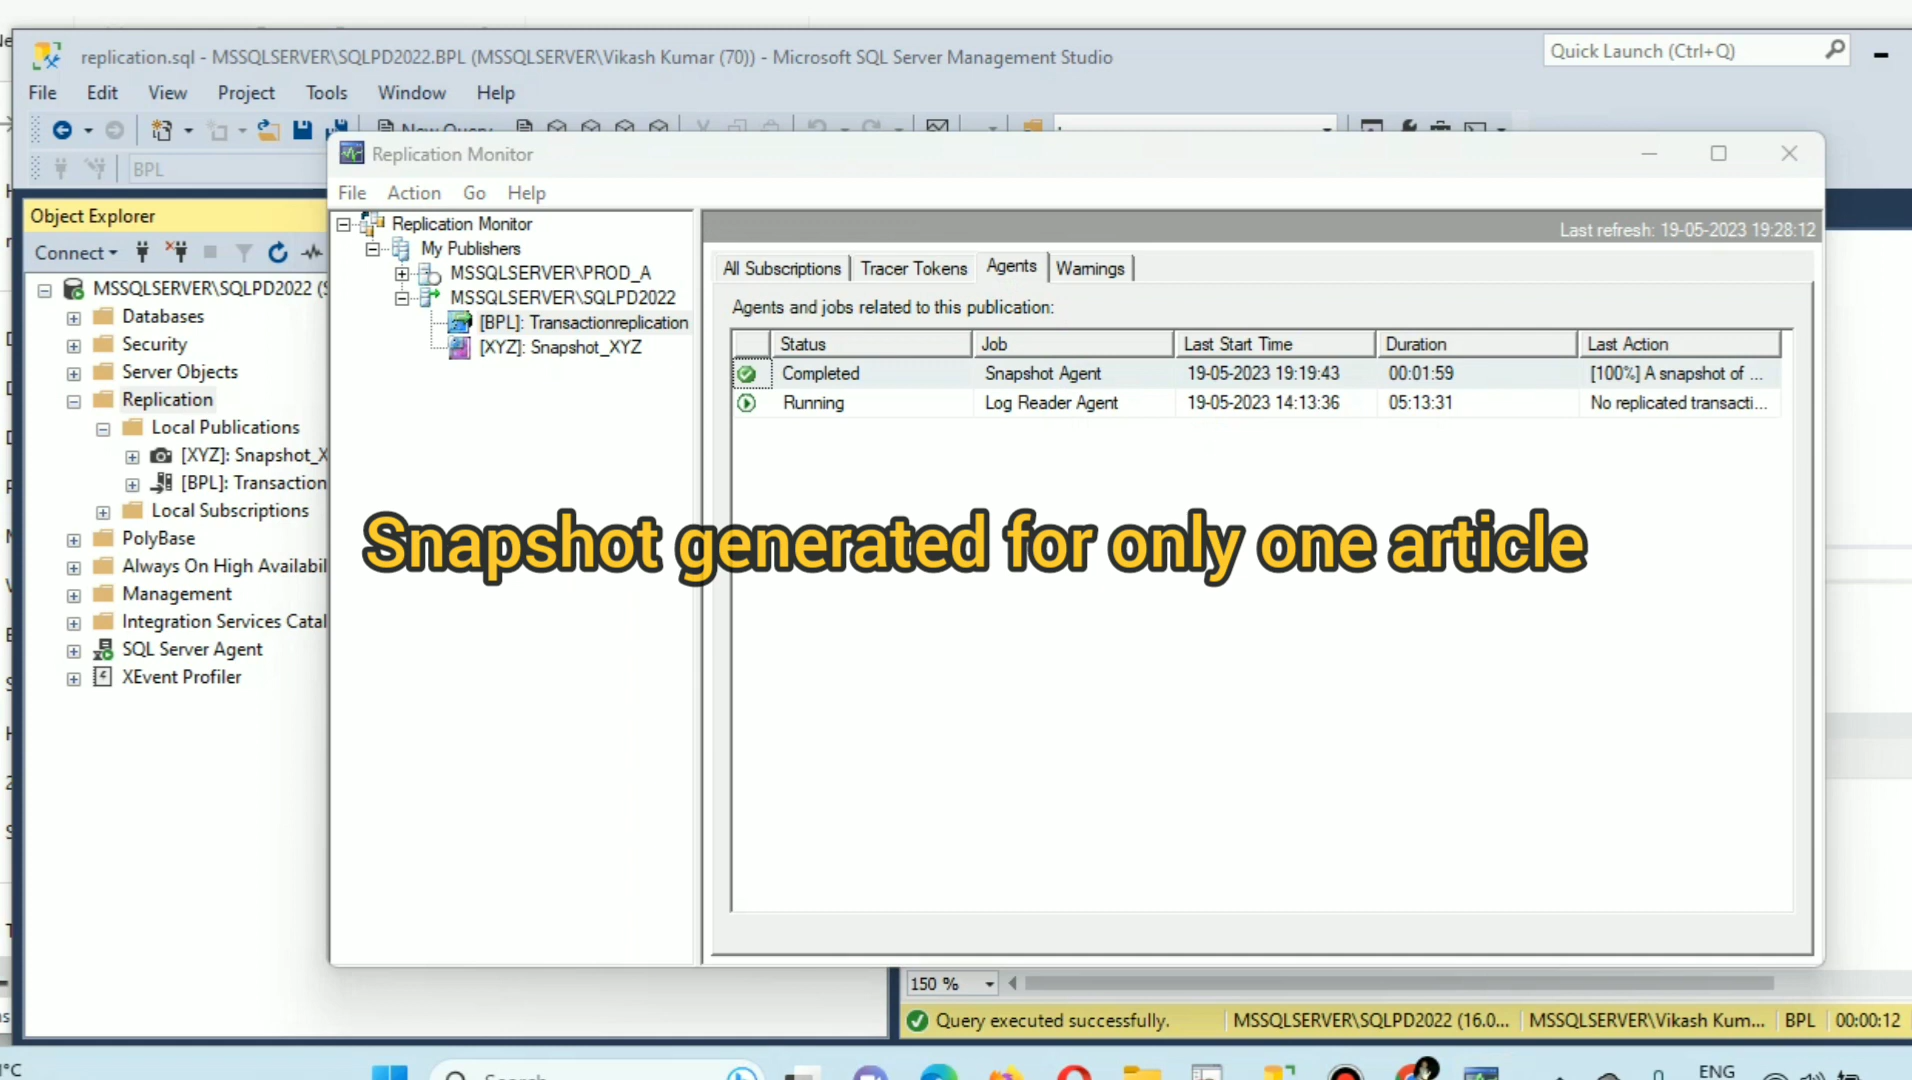 replication.sql - MSSQLSERVER\SQLPD2022.BPL (MSSQLSERVER\Vikash Kumar (70)) - Microsoft SQL Server Management Studio
Quick Launch (Ctrl+Q)
File Edit View Project Tools Window Help
New Query
BPL
Replication Monitor
File Action Go Help
Object Explorer
Connect
MSSQLSERVER\SQLPD2022 (S
Databases
Security
Server Objects
Replication
Local Publications
[XYZ]: Snapshot_X
[BPL]: Transaction
Local Subscriptions
PolyBase
Always On High Availabil
Management
Integration Services Catal
SQL Server Agent
XEvent Profiler
Replication Monitor
My Publishers
MSSQLSERVER\PROD_A
MSSQLSERVER\SQLPD2022
[BPL]: Transactionreplication
[XYZ]: Snapshot_XYZ
Last refresh: 19-05-2023 19:28:12
All Subscriptions Tracer Tokens Agents Warnings
Agents and jobs related to this publication:
Status Job Last Start Time Duration Last Action
Completed Snapshot Agent 19-05-2023 19:19:43 00:01:59 [100%] A snapshot of ...
Running Log Reader Agent 19-05-2023 14:13:36 05:13:31 No replicated transacti...
Snapshot generated for only one article
150 %
Query executed successfully. MSSQLSERVER\SQLPD2022 (16.0... MSSQLSERVER\Vikash Kum... BPL 00:00:12
Search
ENG